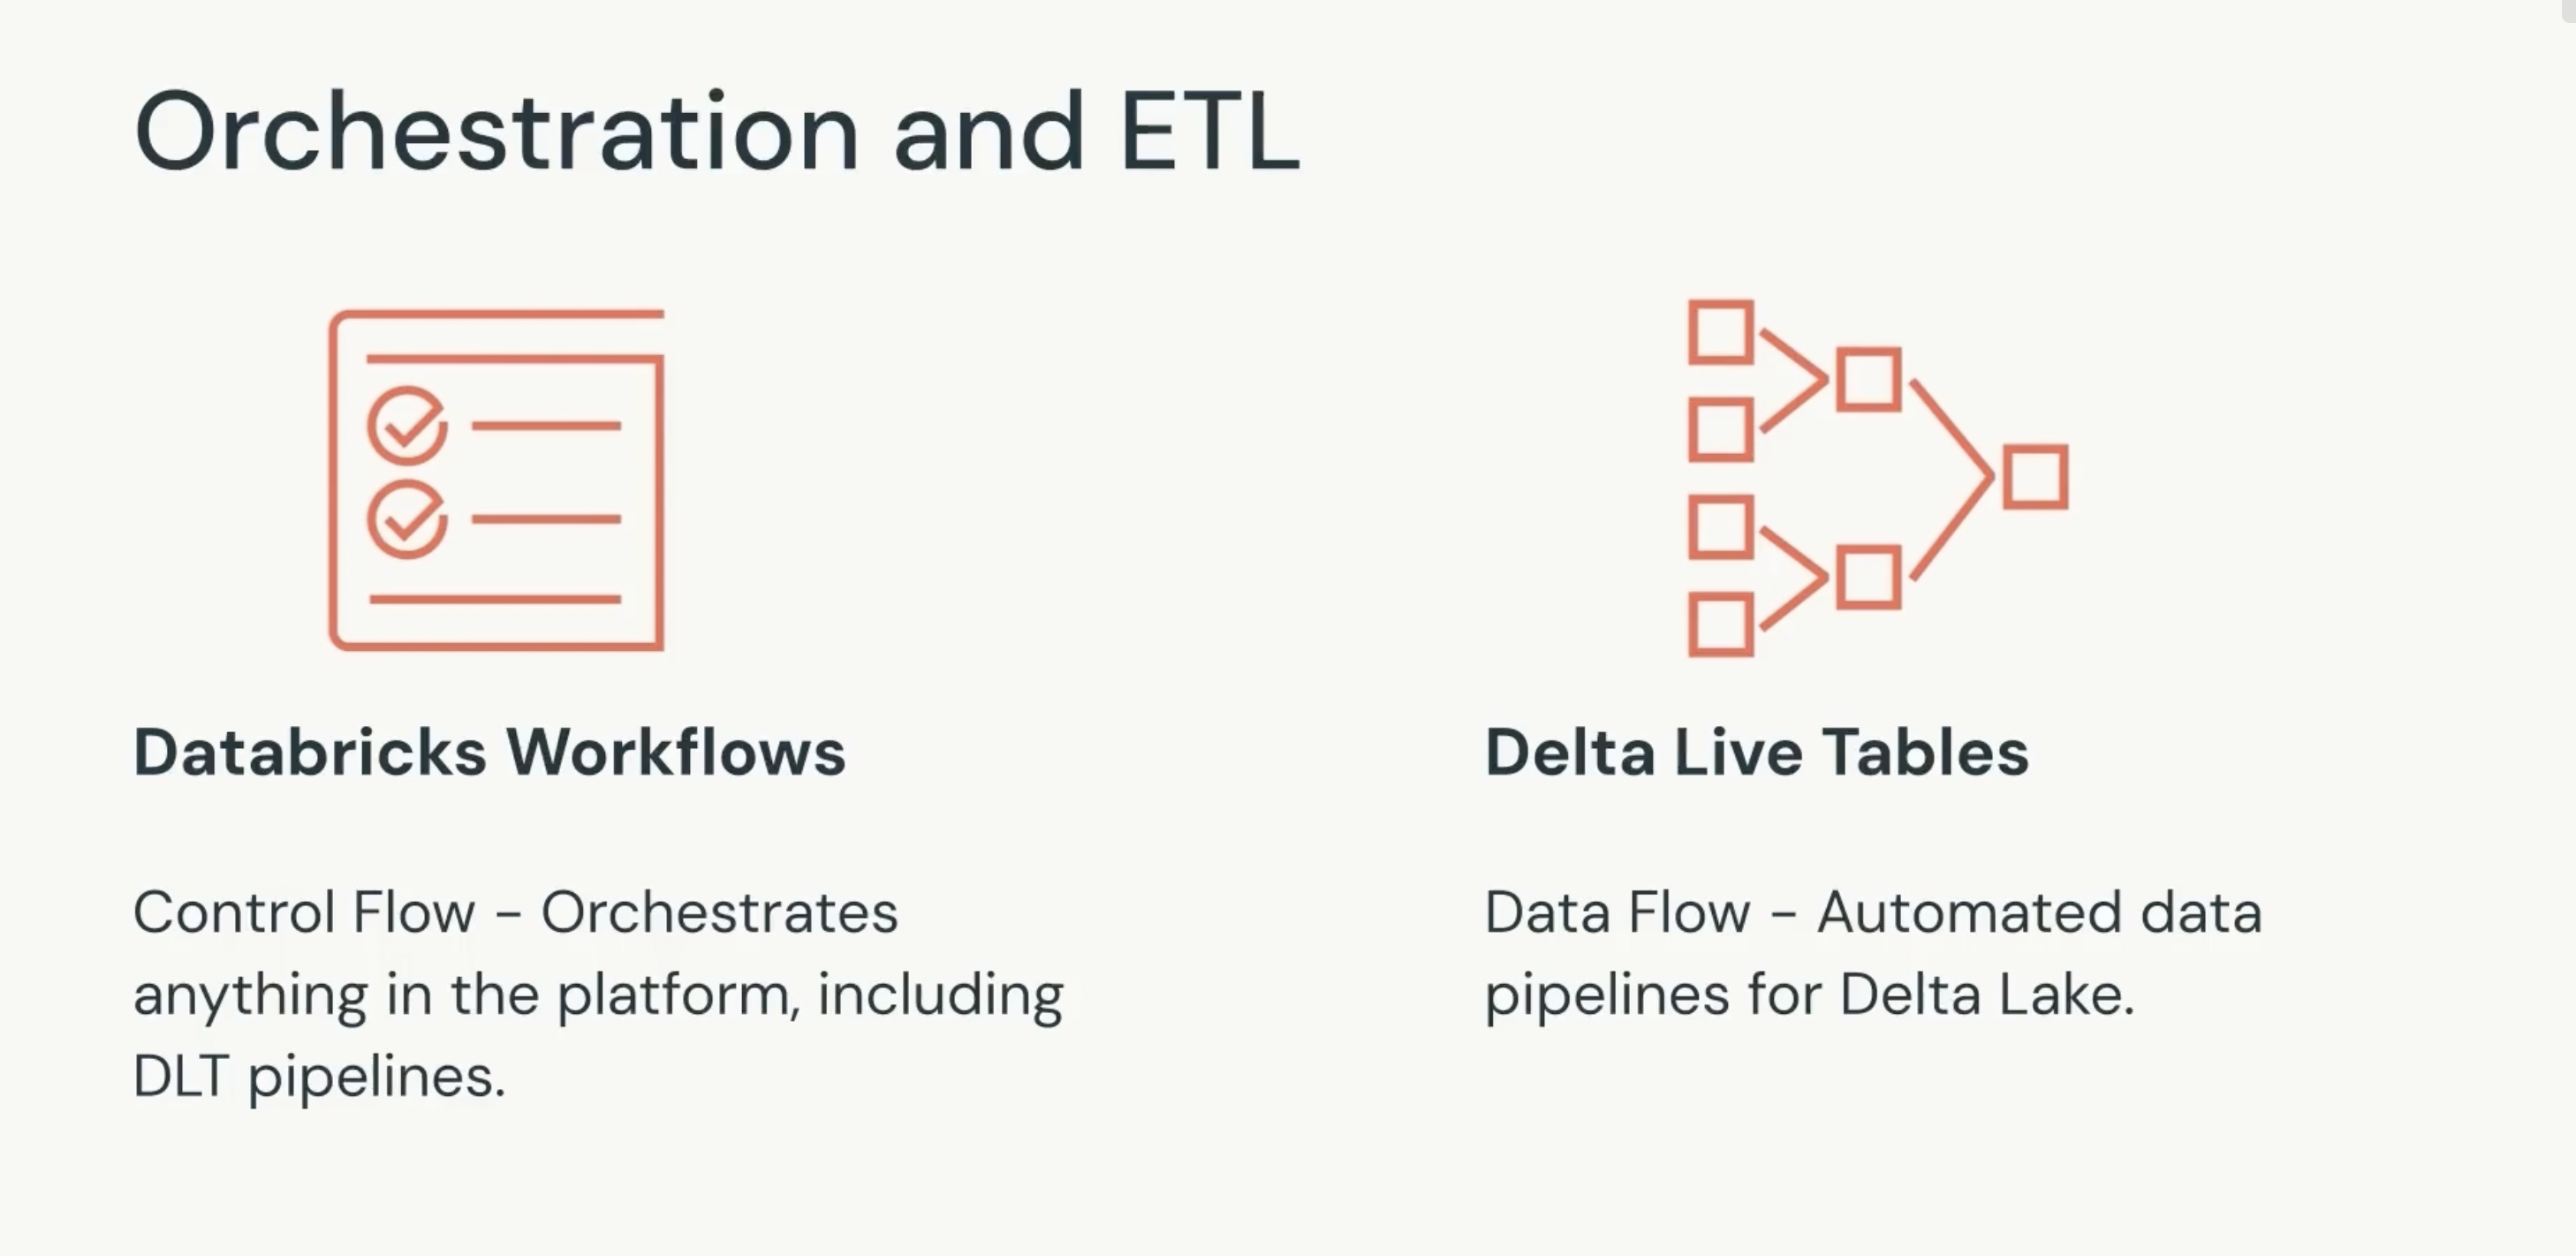 Orchestration and ETL
Databricks Workflows
Control Flow - Orchestrates
anything in the platform, including
DLT pipelines.
Delta Live Tables
Data Flow - Automated data
pipelines for Delta Lake.